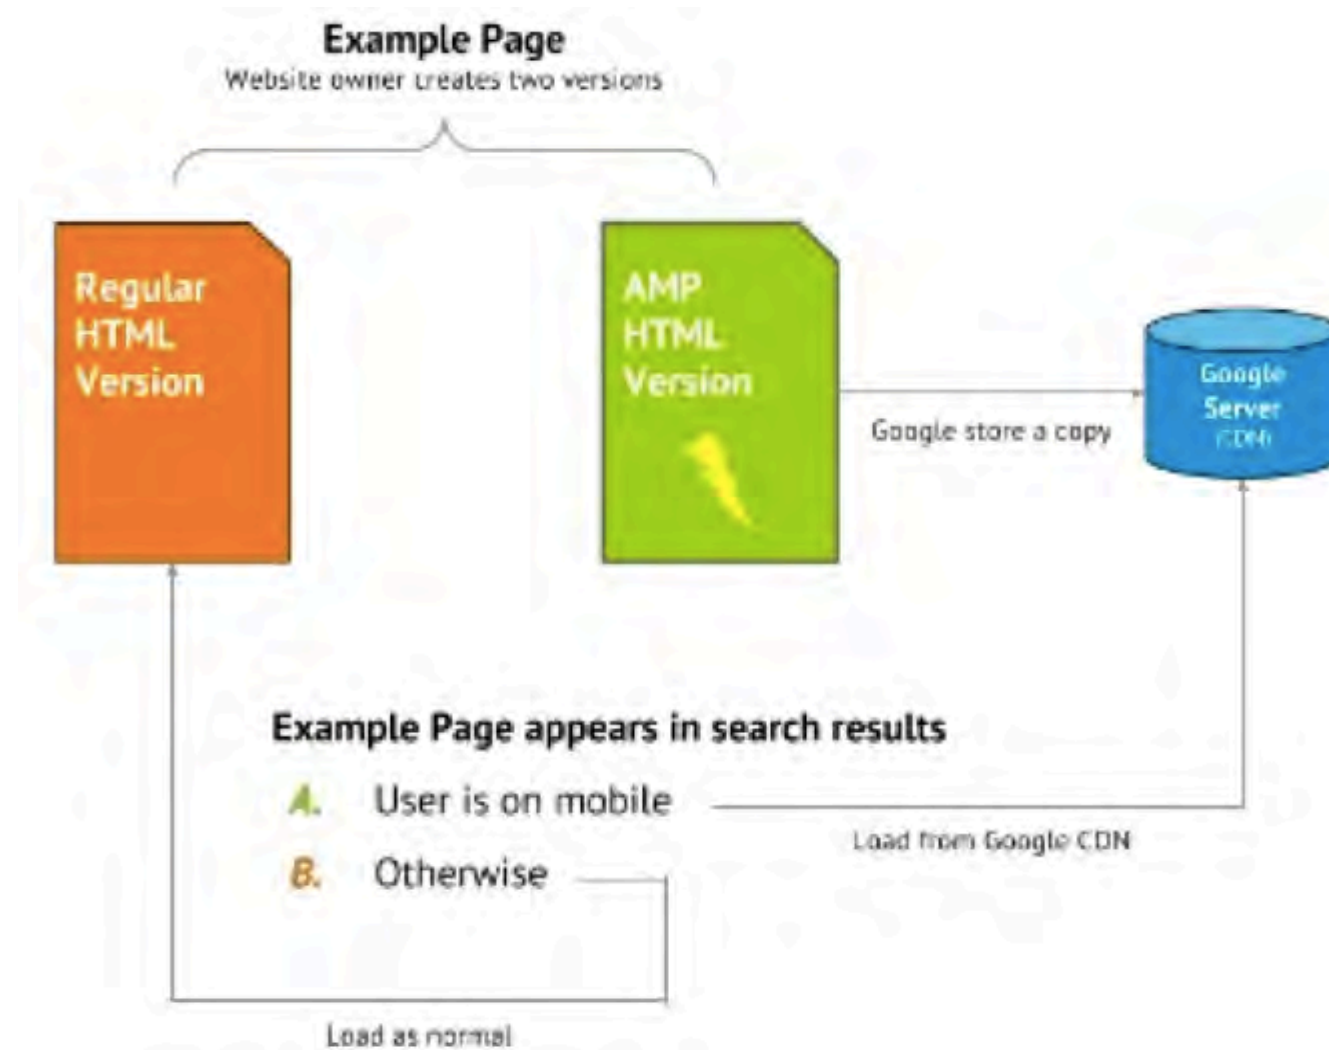 Example Page
Website owner creates two versions
Regular
HTML
Version
AMP
HTML
Version
Google
Server
(CDN)
Google store a copy
Example Page appears in search results
A. User is on mobile
Load from Google CDN
B. Otherwise
Load as normal